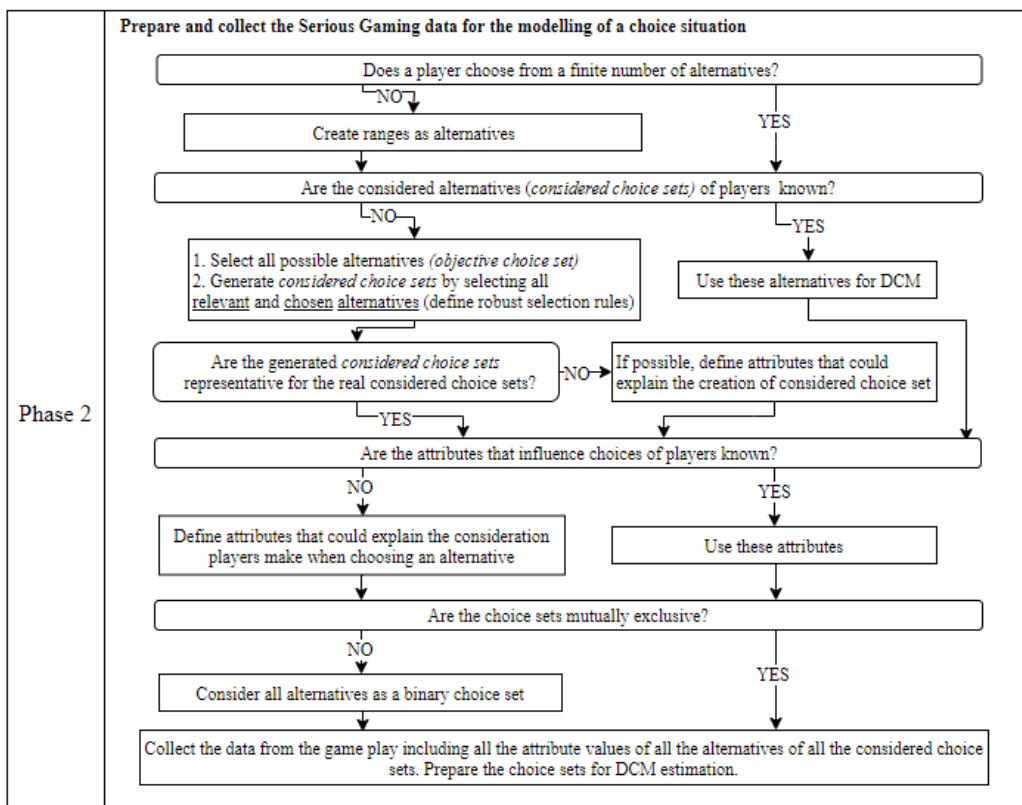 Prepare and collect the Serious Gaming data for the modelling of a choice situation
Does a player choose from a finite number of alternatives?
NO
YES
Create ranges as alternatives
Are the considered alternatives (considered choice sets) of players known?
NO
YES
1. Select all possible alternatives (objective choice set)
2. Generate considered choice sets by selecting all
relevant and chosen alternatives (define robust selection rules)
Use these alternatives for DCM
Are the generated considered choice sets
representative for the real considered choice sets?
NO
If possible, define attributes that could
explain the creation of considered choice set
YES
Phase 2
Are the attributes that influence choices of players known?
NO
YES
Define attributes that could explain the consideration
players make when choosing an alternative
Use these attributes
Are the choice sets mutually exclusive?
NO
YES
Consider all alternatives as a binary choice set
Collect the data from the game play including all the attribute values of all the alternatives of all the considered choice
sets. Prepare the choice sets for DCM estimation.